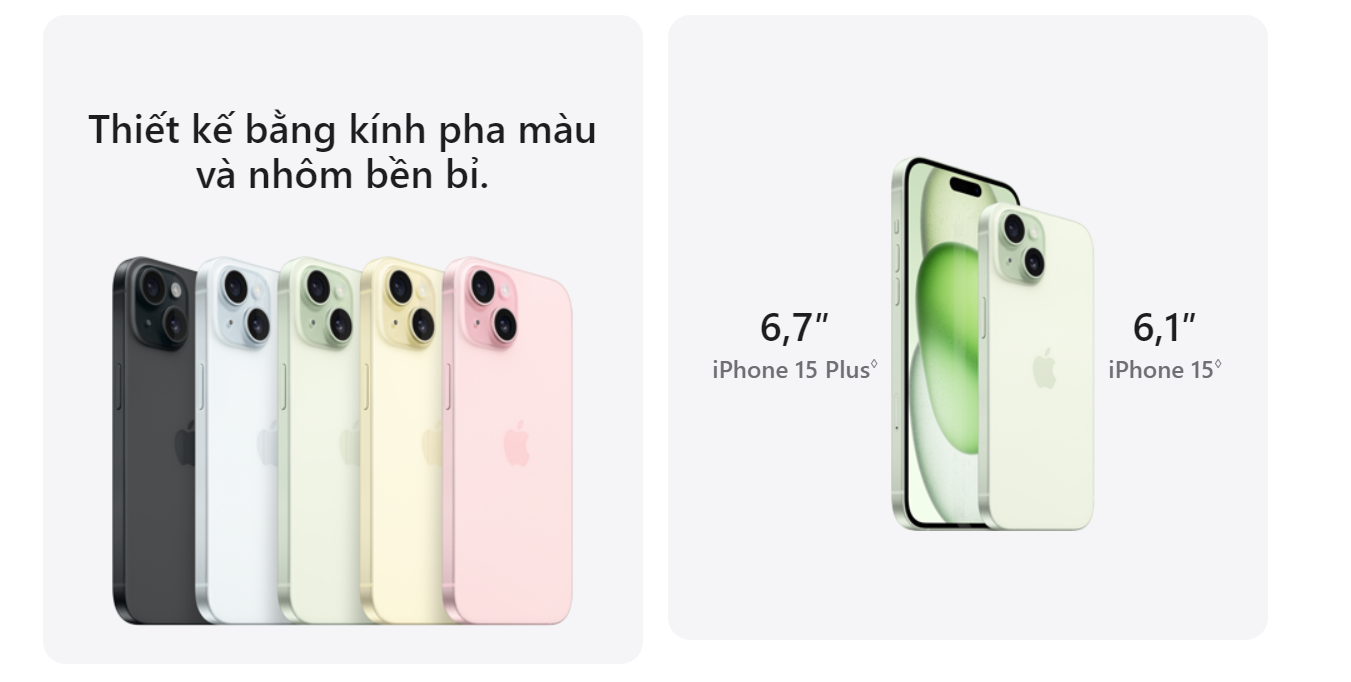 Thiết kế bằng kính pha màu
và nhôm bền bỉ.
6,7″
iPhone 15 Plus◊
6,1″
iPhone 15◊